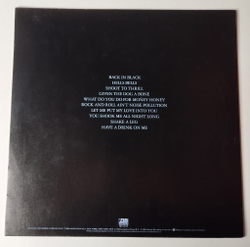 BACK IN BLACK
HELLS BELLS
SHOOT TO THRILL
GIVEN THE DOG A BONE
WHAT DO YOU DO FOR MONEY HONEY
ROCK AND ROLL AIN'T NOISE POLLUTION
LET ME PUT MY LOVE INTO YOU
YOU SHOOK ME ALL NIGHT LONG
SHAKE A LEG
HAVE A DRINK ON ME